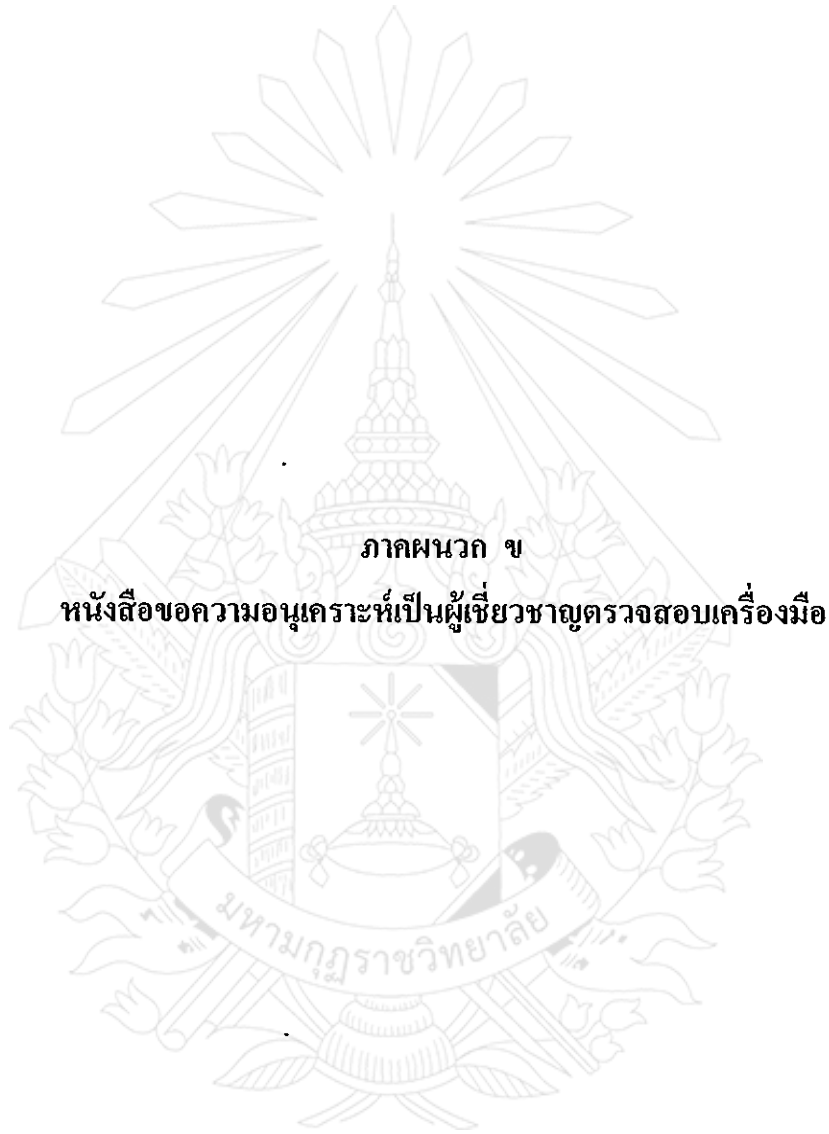 ภาคผนวก ข
หนังสือขอความอนุเคราะห์เป็นผู้เชี่ยวชาญตรวจสอบเครื่องมือ
มหามกุฏราชวิทยาลัย